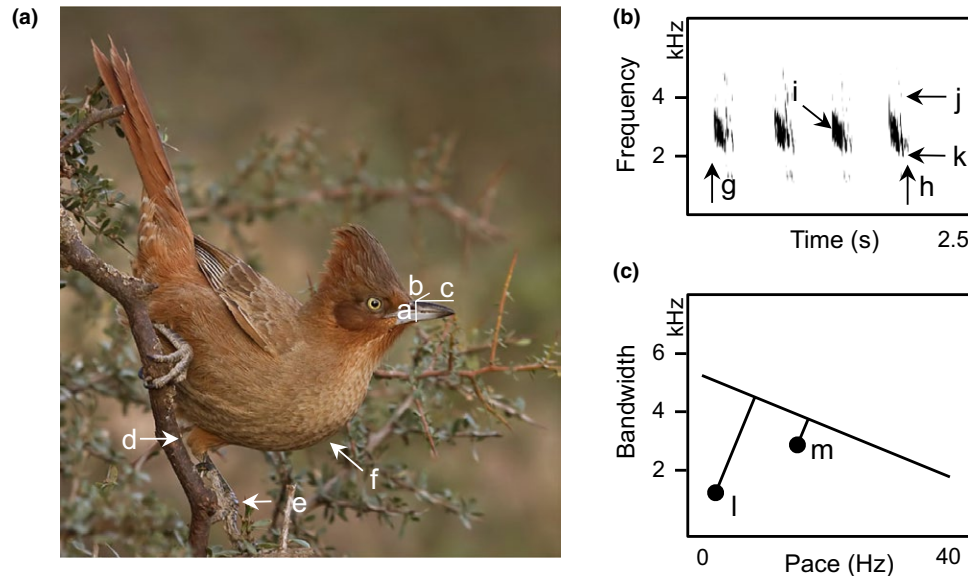 (a)
b c
a
d
e
f
(b)
kHz
Frequency
4
2
g
h
i
j
k
Time (s) 2.5
(c)
kHz
Bandwidth
6
4
2
l
m
0 Pace (Hz) 40